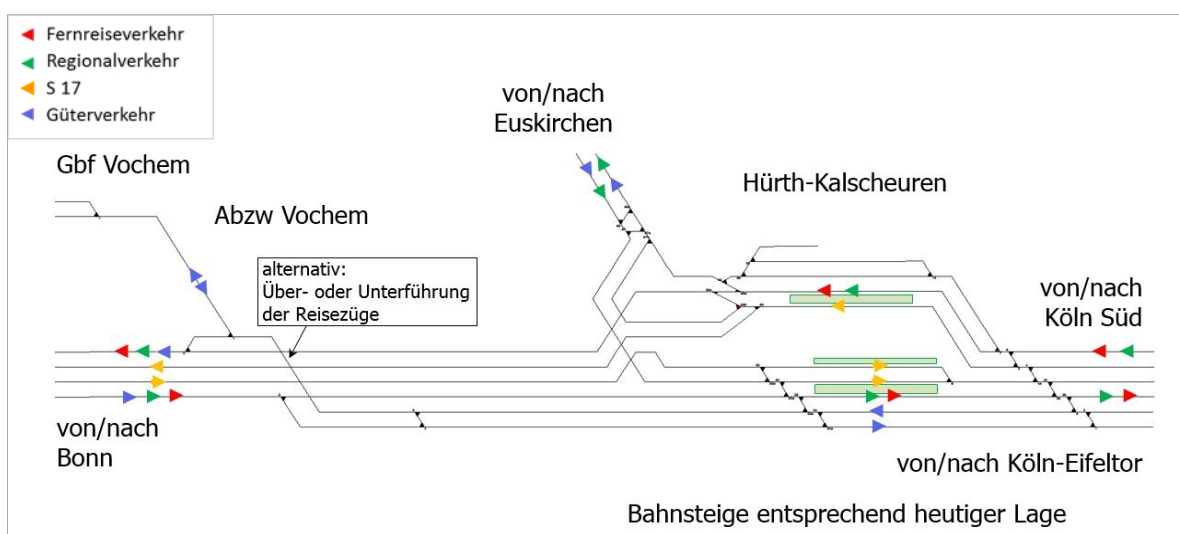 Fernreiseverkehr
Regionalverkehr
S 17
Güterverkehr
von/nach
Euskirchen
Gbf Vochem
Hürth-Kalscheuren
Abzw Vochem
alternativ:
Über- oder Unterführung
der Reisezüge
von/nach
Köln Süd
von/nach
Bonn
von/nach Köln-Eifeltor
Bahnsteige entsprechend heutiger Lage